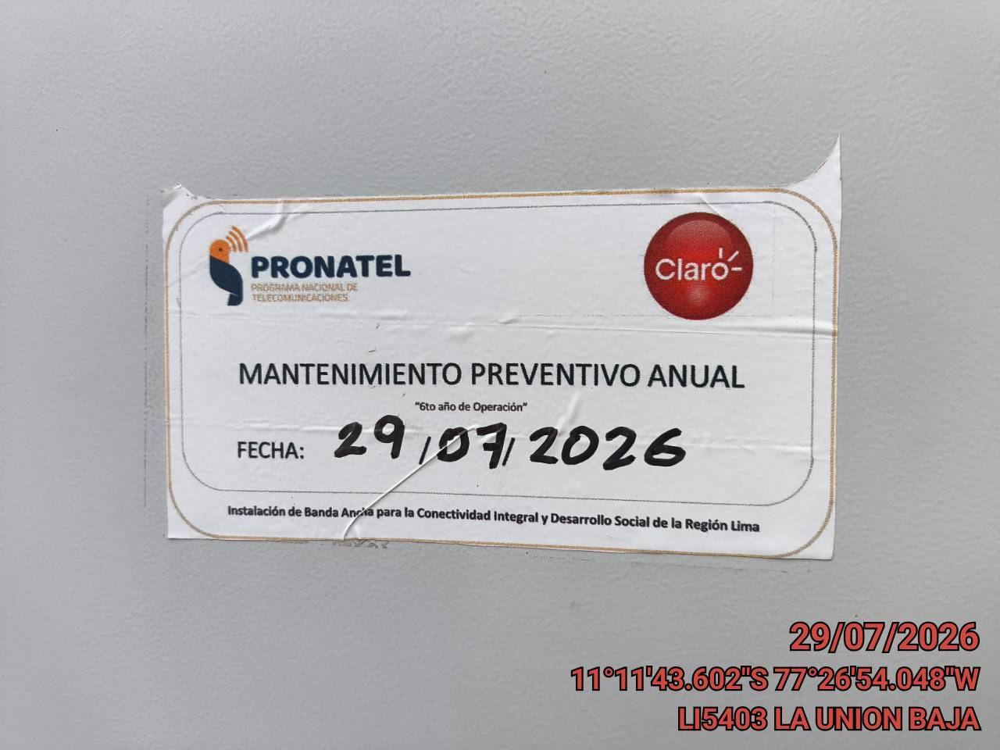 PRONATEL
PROGRAMA NACIONAL DE
TELECOMUNICACIONES
Claro
MANTENIMIENTO PREVENTIVO ANUAL
"6to año de Operación"
FECHA: 29/07/2026
Instalación de Banda Ancha para la Conectividad Integral y Desarrollo Social de la Región Lima
29/07/2026
11°11'43.602"S 77°26'54.048"W
LI5403 LA UNION BAJA